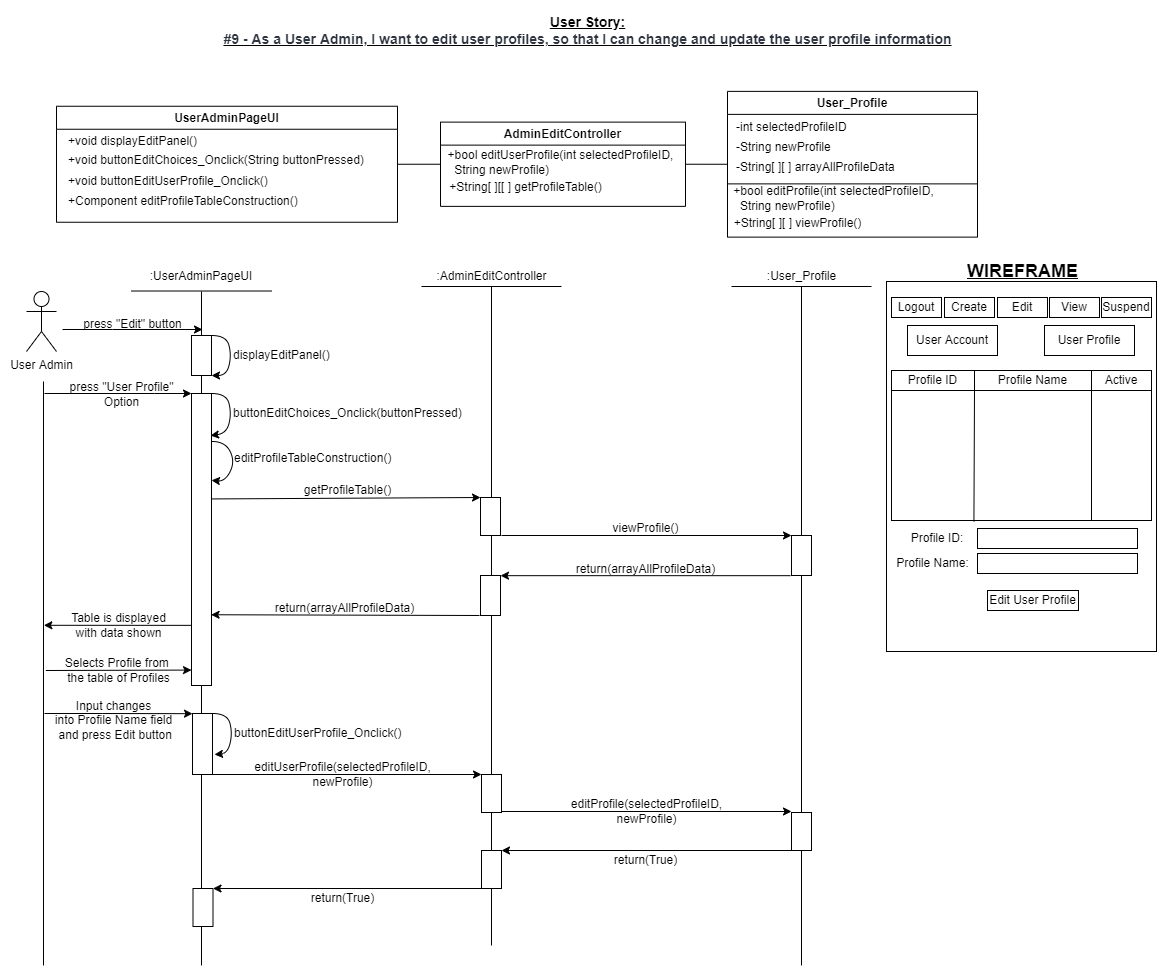 User Story:
#9 - As a User Admin, I want to edit user profiles, so that I can change and update the user profile information
UserAdminPageUI
+void displayEditPanel()
+void buttonEditChoices_Onclick(String buttonPressed)
+void buttonEditUserProfile_Onclick()
+Component editProfileTableConstruction()
AdminEditController
+bool editUserProfile(int selectedProfileID,
String newProfile)
+String[ ][[ ] getProfileTable()
User_Profile
-int selectedProfileID
-String newProfile
-String[ ][ ] arrayAllProfileData
+bool editProfile(int selectedProfileID,
String newProfile)
+String[ ][ ] viewProfile()
:UserAdminPageUI
:AdminEditController
:User_Profile
User Admin
press "Edit" button
displayEditPanel()
press "User Profile"
Option
buttonEditChoices_Onclick(buttonPressed)
editProfileTableConstruction()
getProfileTable()
viewProfile()
return(arrayAllProfileData)
return(arrayAllProfileData)
Table is displayed
with data shown
Selects Profile from
the table of Profiles
Input changes
into Profile Name field
and press Edit button
buttonEditUserProfile_Onclick()
editUserProfile(selectedProfileID,
newProfile)
editProfile(selectedProfileID,
newProfile)
return(True)
return(True)
WIREFRAME
Logout Create Edit View Suspend
User Account User Profile
Profile ID Profile Name Active
Profile ID:
Profile Name:
Edit User Profile